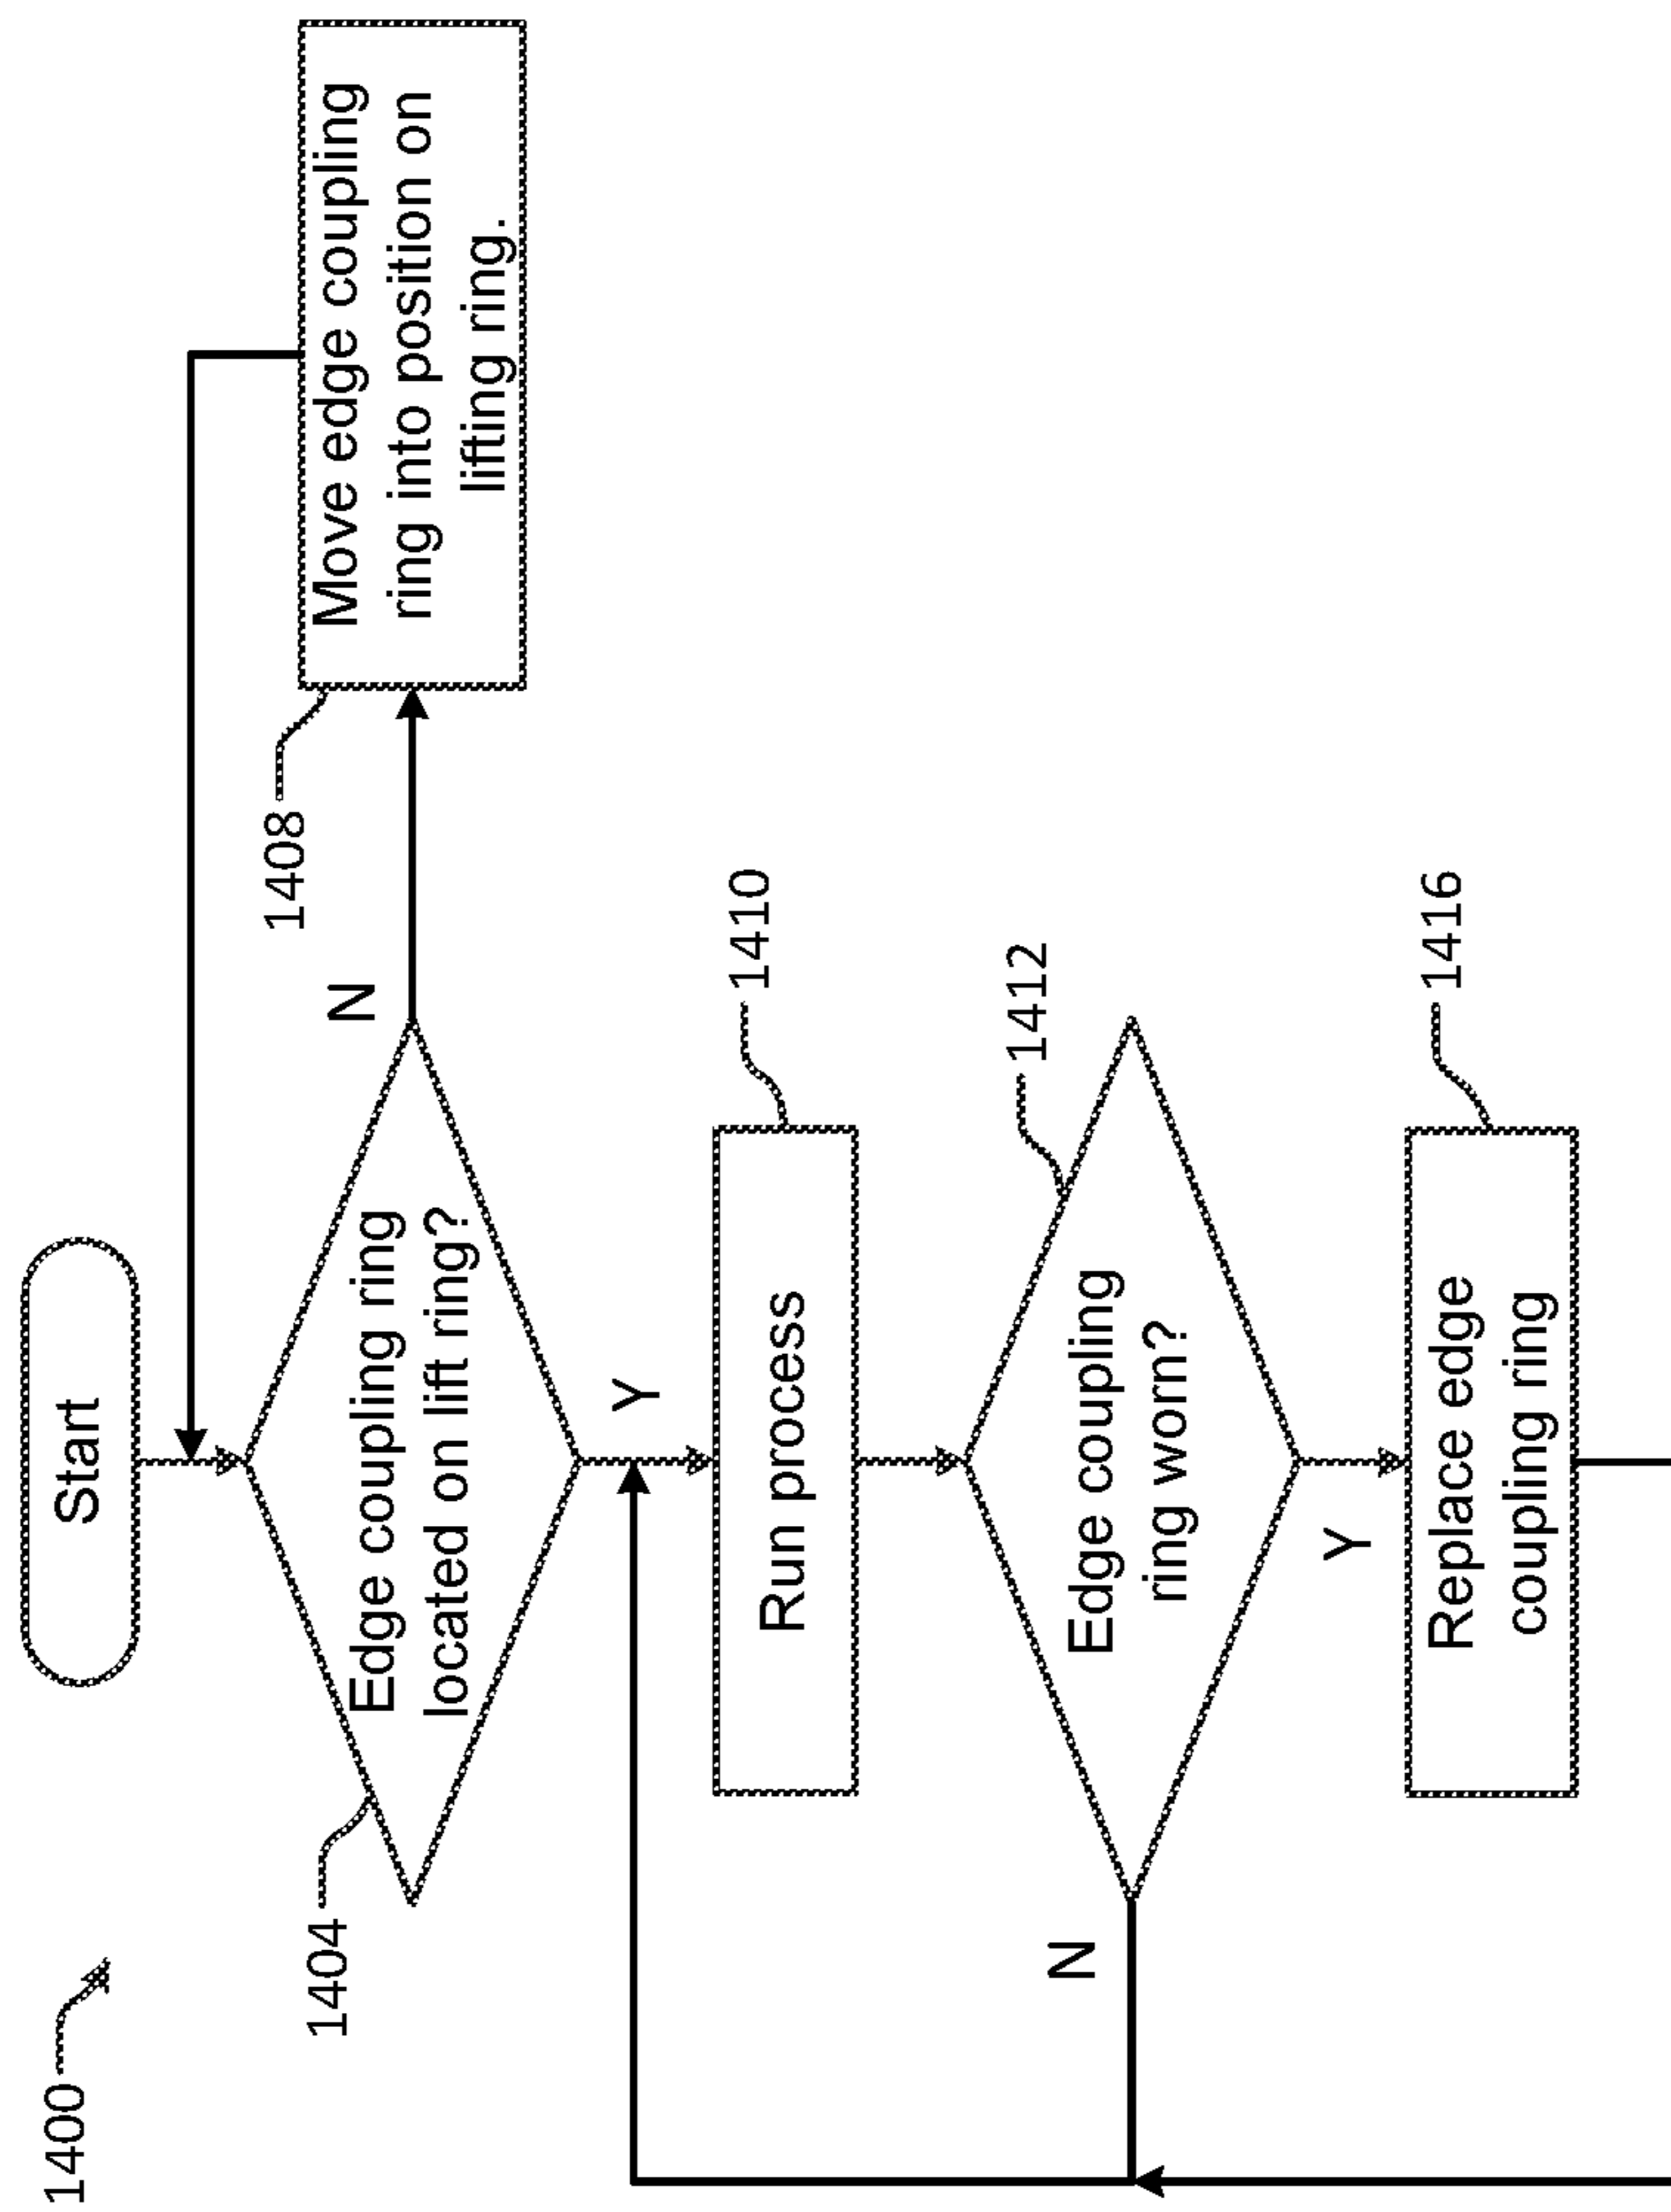 1400
Start
1404
Edge coupling ring
located on lift ring?
N
1408
Move edge coupling
ring into position on
lifting ring.
Y
Run process
1410
1412
Edge coupling
ring worn?
N
Y
Replace edge
coupling ring
1416